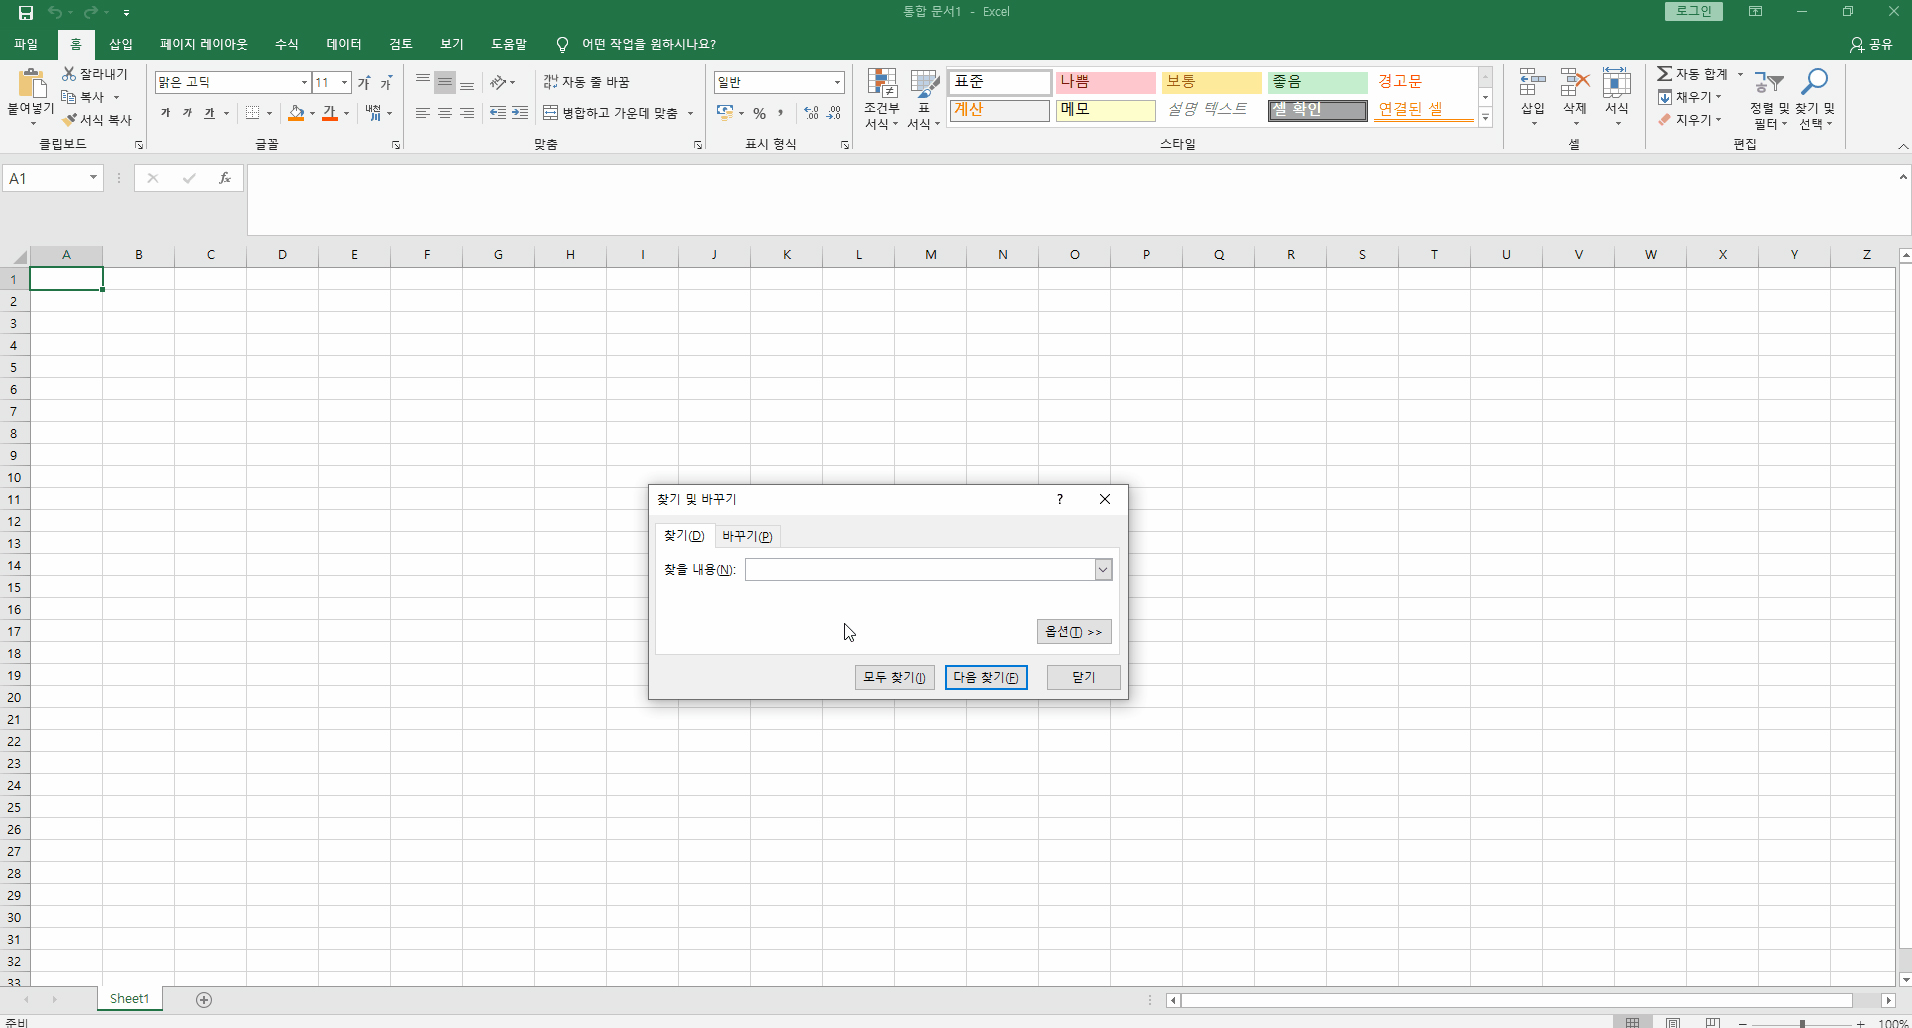 통합 문서1 - Excel
로그인
파일 홈 삽입 페이지 레이아웃 수식 데이터 검토 보기 도움말 어떤 작업을 원하시나요? 공유
붙여넣기
잘라내기
복사
서식 복사
클립보드
맑은 고딕 11 가 가
가 가 가 가 내천
글꼴
자동 줄 바꿈
병합하고 가운데 맞춤
맞춤
일반
% ,
표시 형식
조건부 서식
표 서식
표준 나쁨 보통 좋음 경고문
계산 메모 설명 텍스트 셀 확인 연결된 셀
스타일
삽입 삭제 서식
셀
자동 합계
채우기
지우기
정렬 및 필터
찾기 및 선택
편집
A1 fx
A B C D E F G H I J K L M N O P Q R S T U V W X Y Z
1
2
3
4
5
6
7
8
9
10
11
12
13
14
15
16
17
18
19
20
21
22
23
24
25
26
27
28
29
30
31
32
33
찾기 및 바꾸기 ?
찾기(D) 바꾸기(P)
찾을 내용(N):
옵션(T) >>
모두 찾기(I) 다음 찾기(F) 닫기
Sheet1
준비 100%